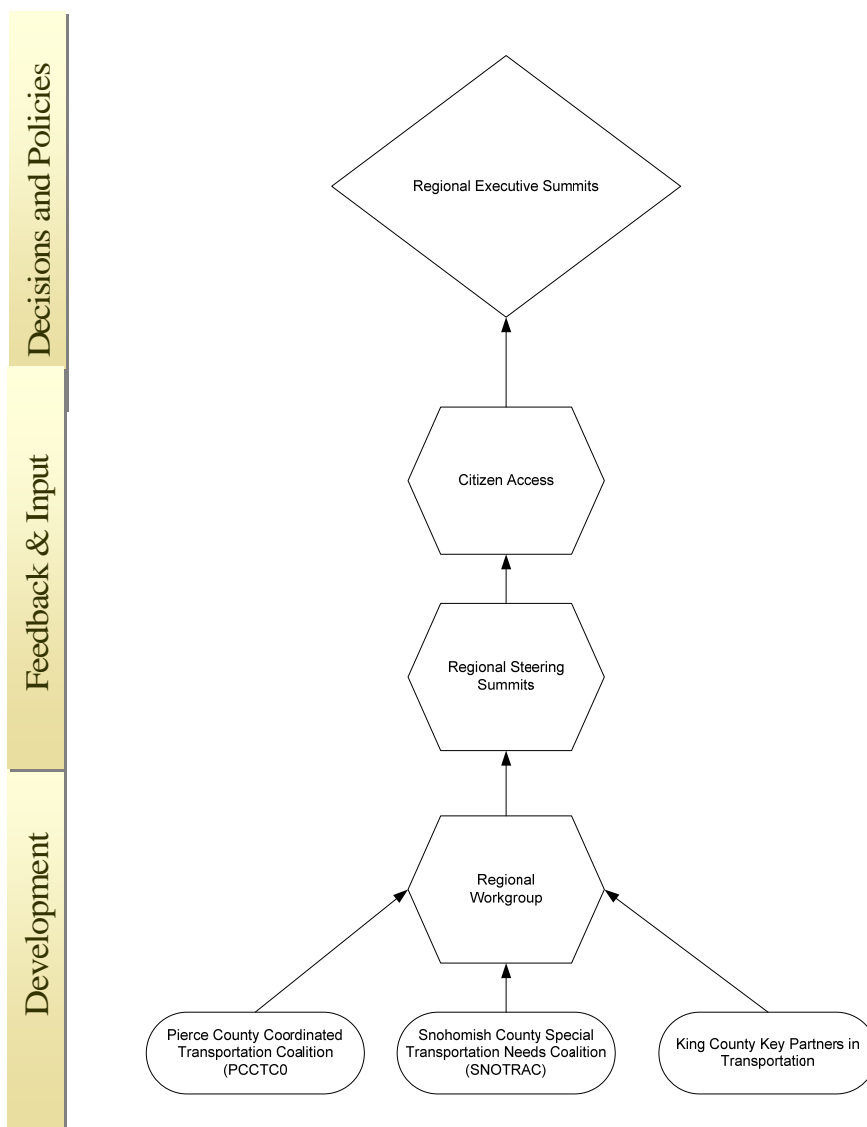 Decisions and Policies
Regional Executive Summits
Feedback & Input
Citizen Access
Regional Steering
Summits
Development
Regional
Workgroup
Pierce County Coordinated
Transportation Coalition
(PCCTC0
Snohomish County Special
Transportation Needs Coalition
(SNOTRAC)
King County Key Partners in
Transportation